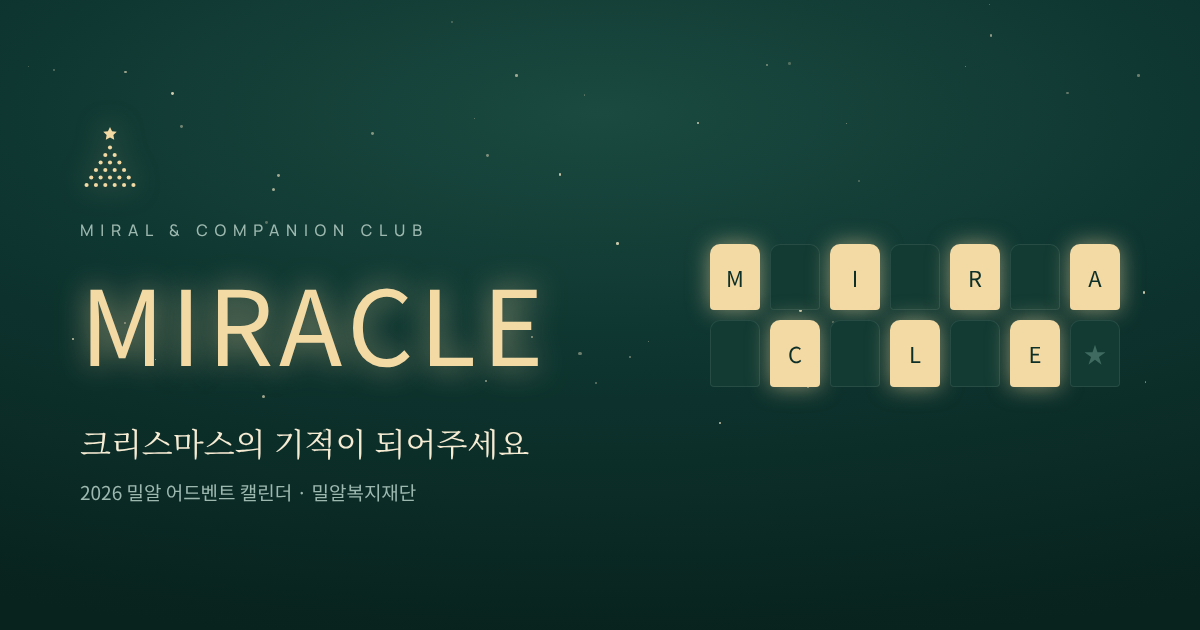 MIRAL & COMPANION CLUB
MIRACLE
크리스마스의 기적이 되어주세요
2026 밀알 어드벤트 캘린더 · 밀알복지재단
M I R A
C L E ★